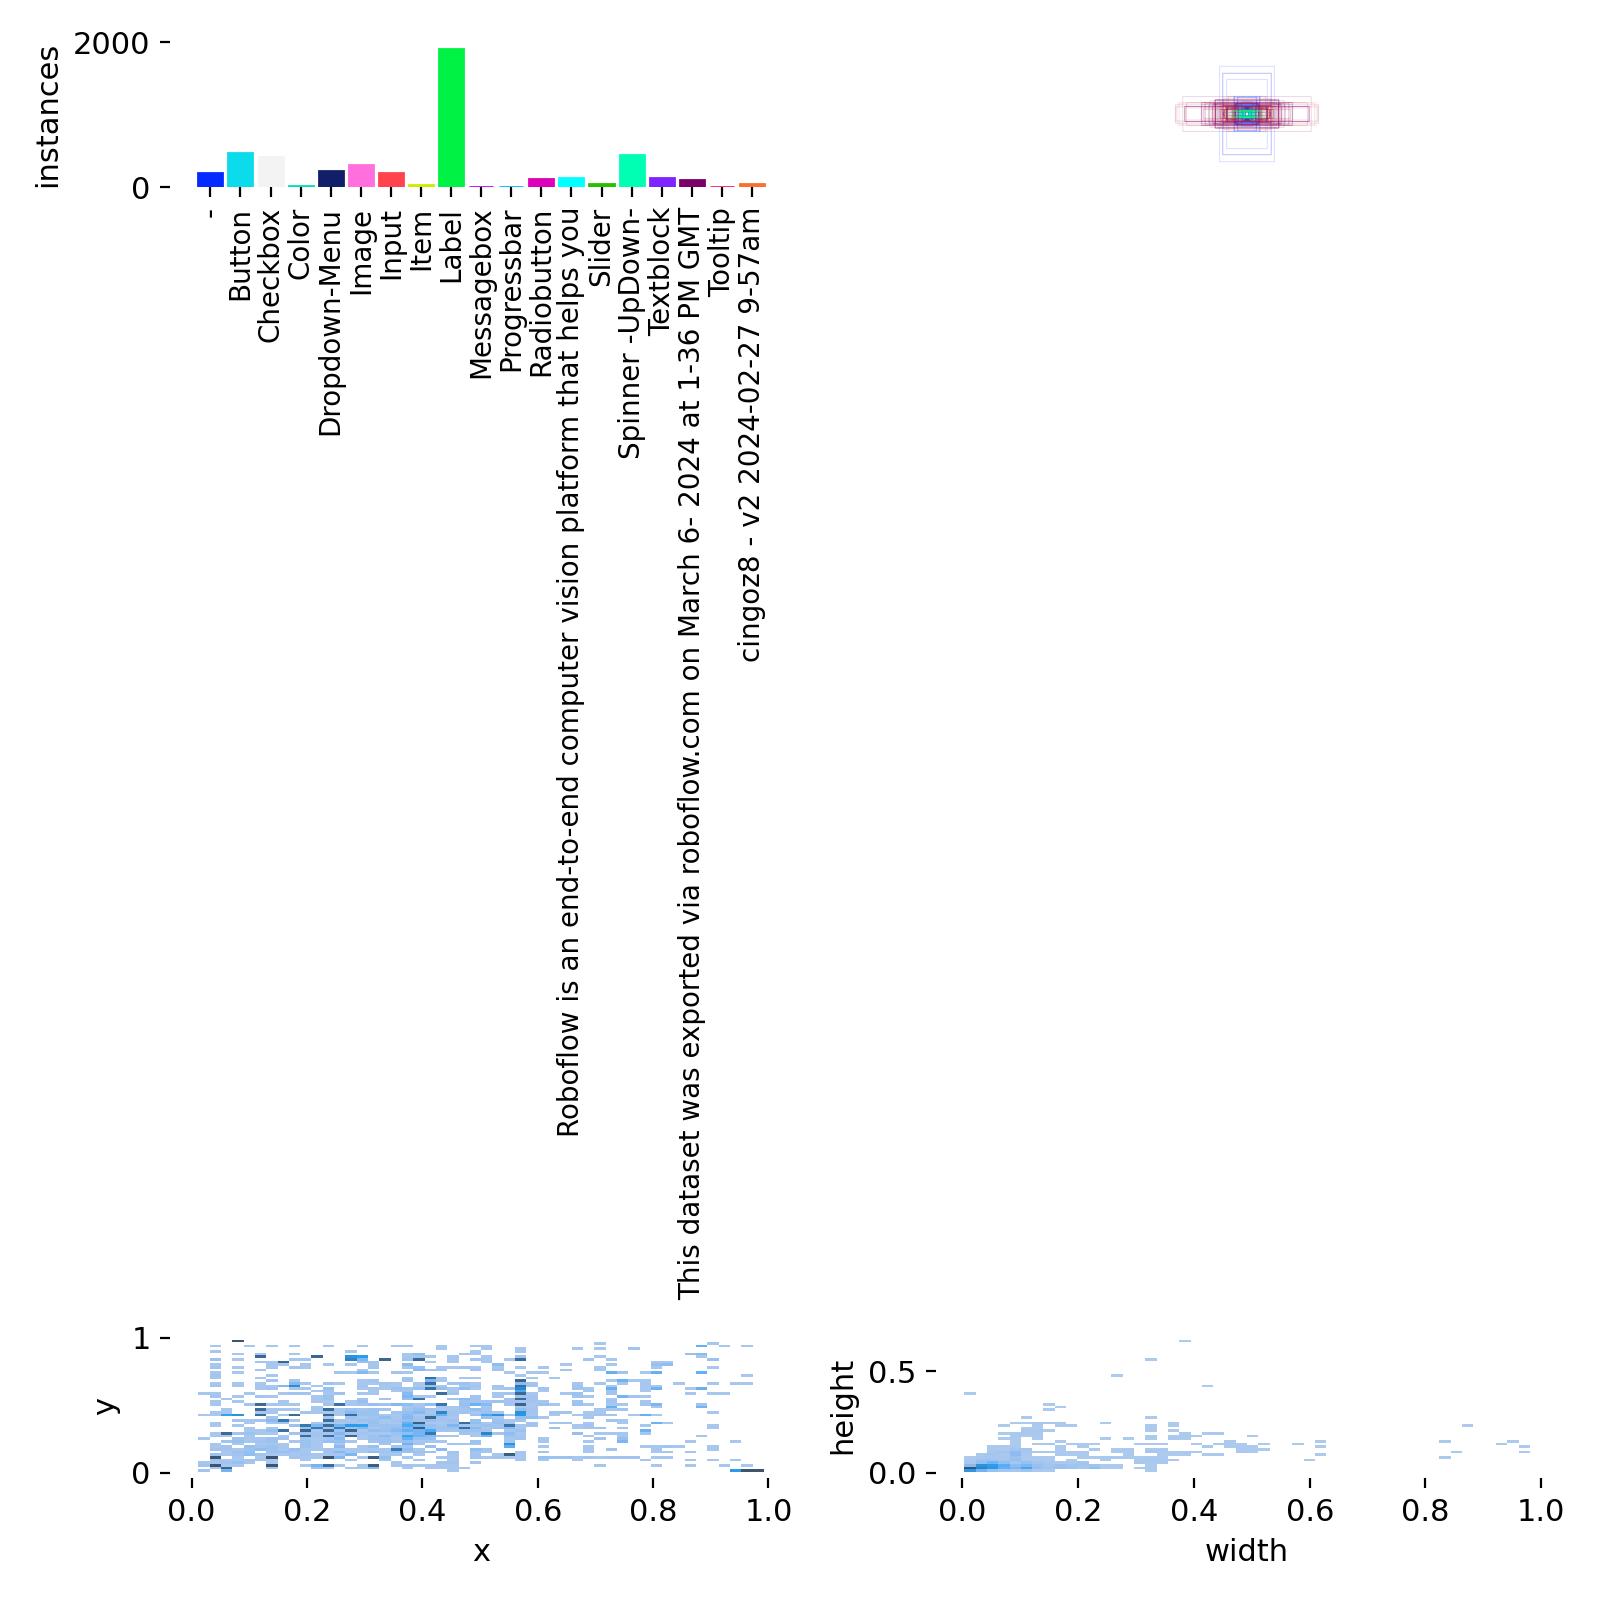 instances
2000
0
-
Button
Checkbox
Color
Dropdown-Menu
Image
Input
Item
Label
Messagebox
Progressbar
Radiobutton
Roboflow is an end-to-end computer vision platform that helps you
Slider
Spinner -UpDown-
Textblock
This dataset was exported via roboflow.com on March 6- 2024 at 1-36 PM GMT
Tooltip
cingoz8 - v2 2024-02-27 9-57am
y
1
0
0.0 0.2 0.4 0.6 0.8 1.0
x
height
0.5
0.0
0.0 0.2 0.4 0.6 0.8 1.0
width